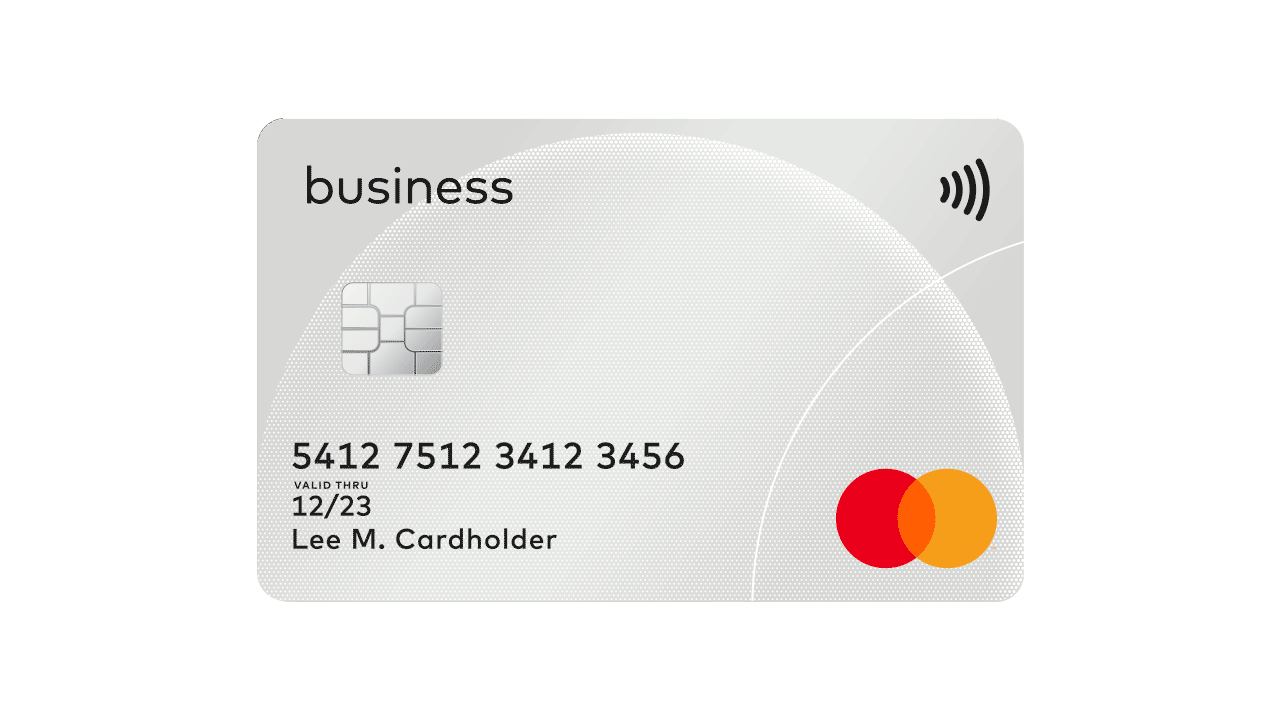 business
5412 7512 3412 3456
VALID THRU
12/23
Lee M. Cardholder